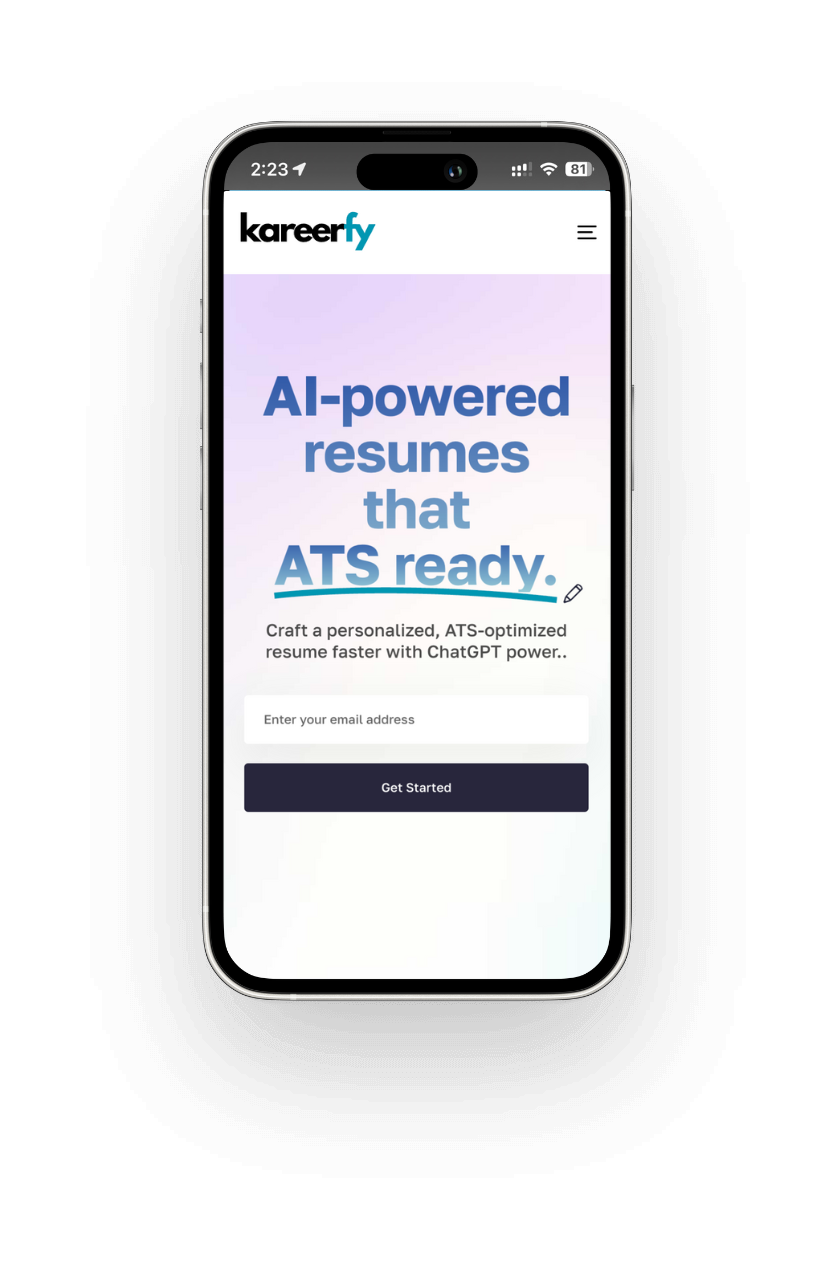 2:23
81
kareerfy
AI-powered
resumes
that
ATS ready.
Craft a personalized, ATS-optimized
resume faster with ChatGPT power..
Enter your email address
Get Started